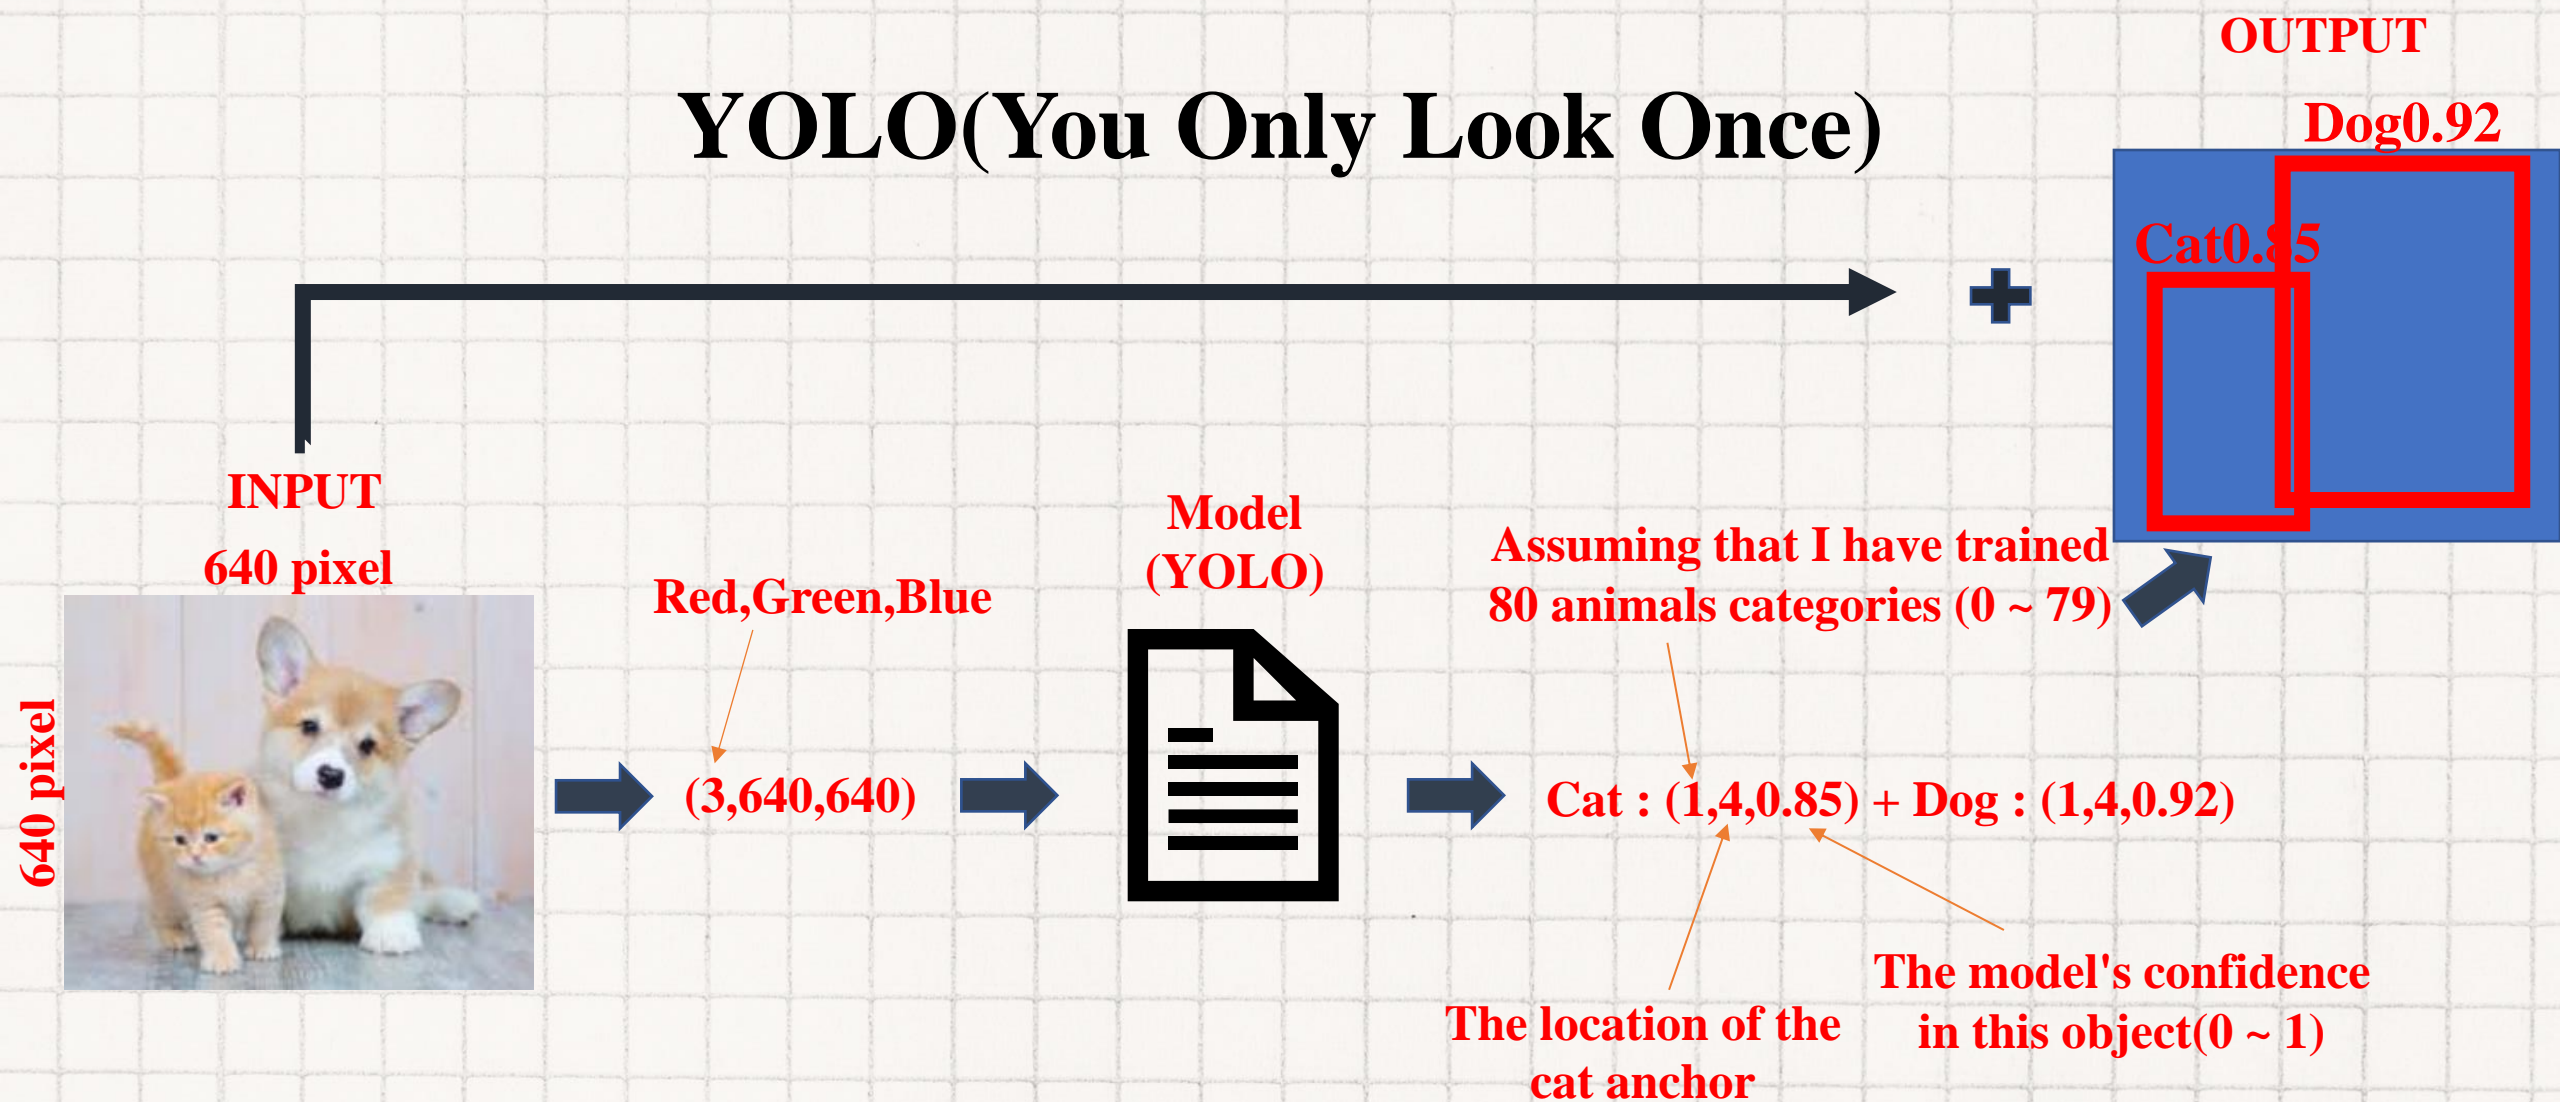 OUTPUT
YOLO(You Only Look Once)
Dog0.92
Cat0.85
INPUT
640 pixel
640 pixel
Red,Green,Blue
(3,640,640)
Model
(YOLO)
Assuming that I have trained
80 animals categories (0 ~ 79)
Cat : (1,4,0.85) + Dog : (1,4,0.92)
The location of the
cat anchor
The model's confidence
in this object(0 ~ 1)